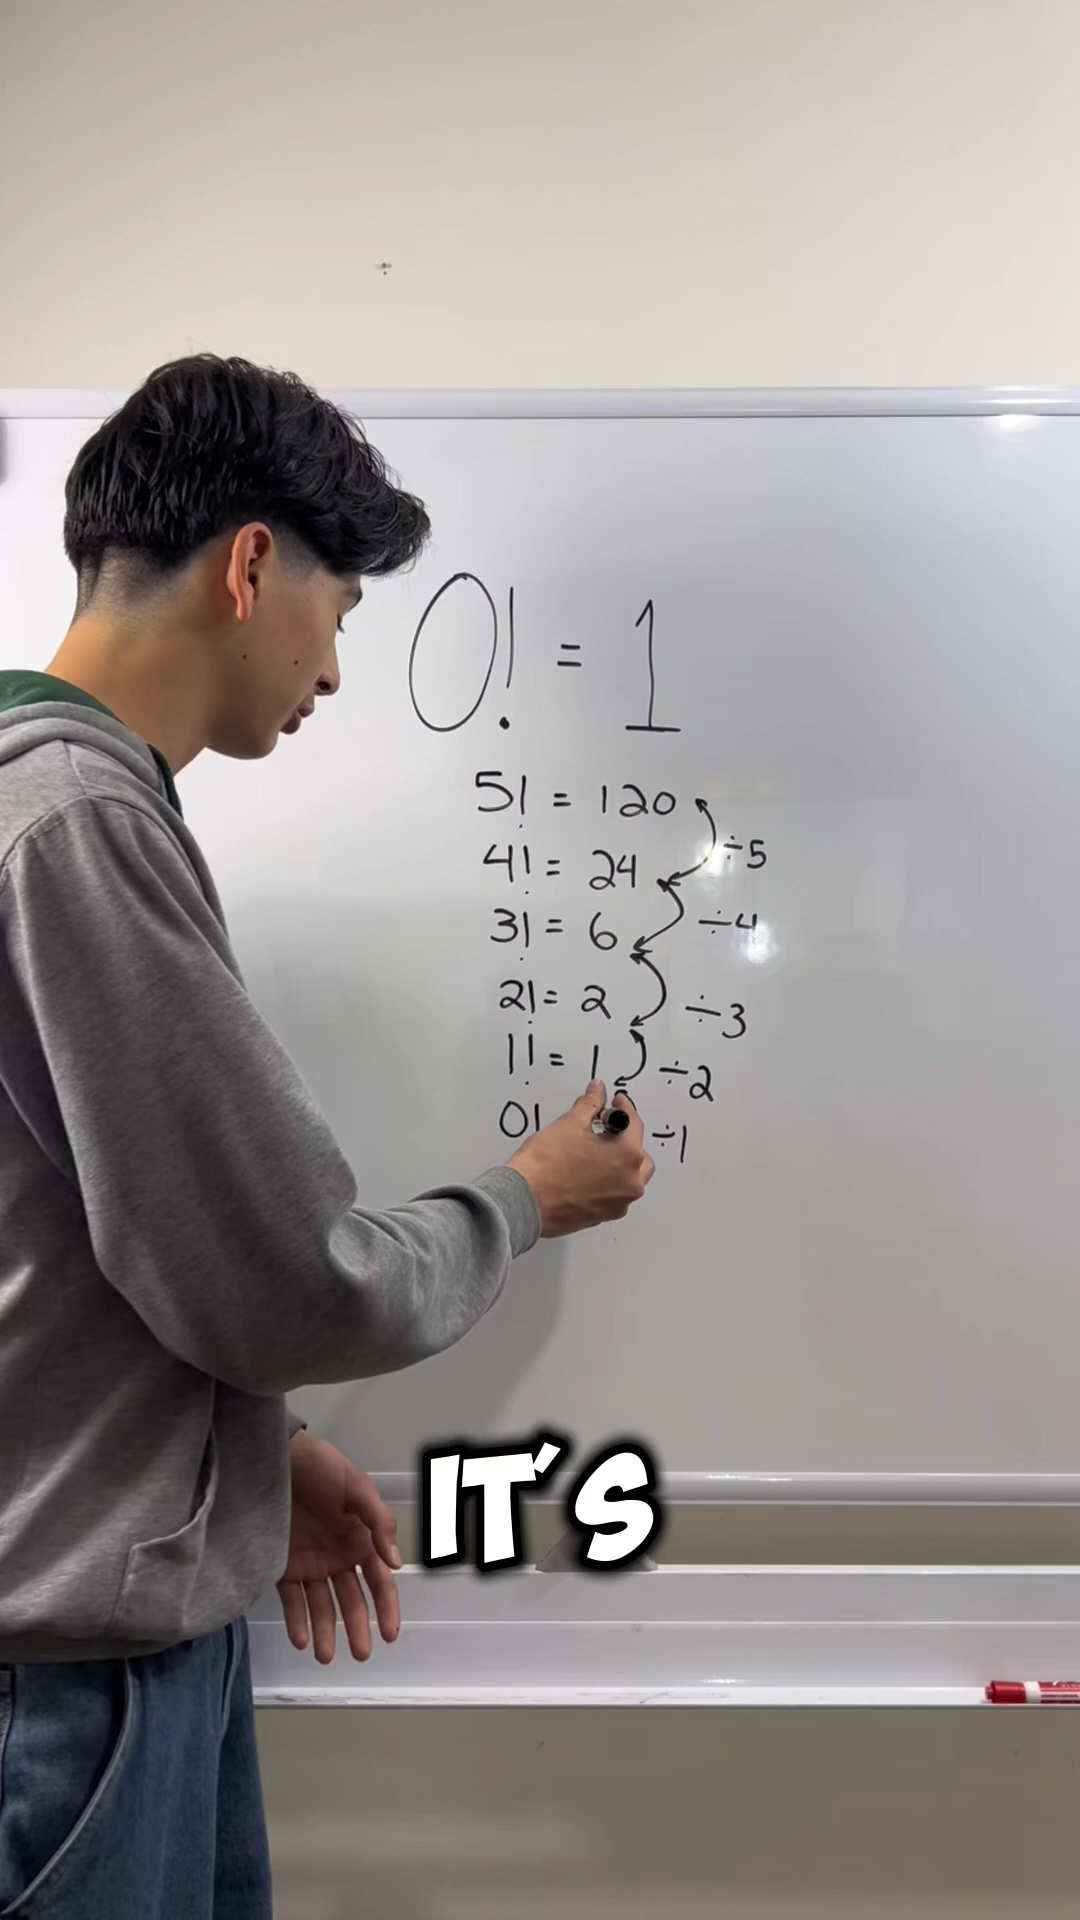 0! = 1
5! = 120
÷5
4! = 24
÷4
3! = 6
÷3
2! = 2
÷2
1! = 1
÷1
0!
IT'S